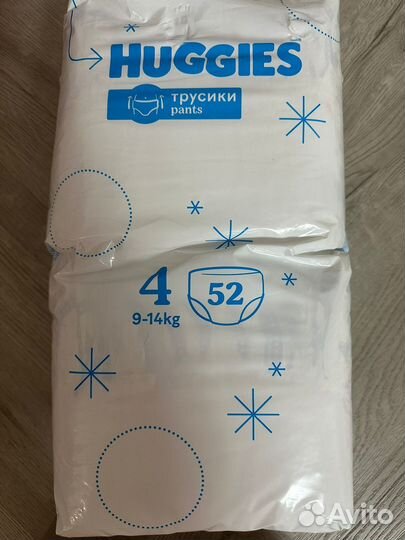 HUGGIES
трусики
pants
4
52
9-14kg
Avito